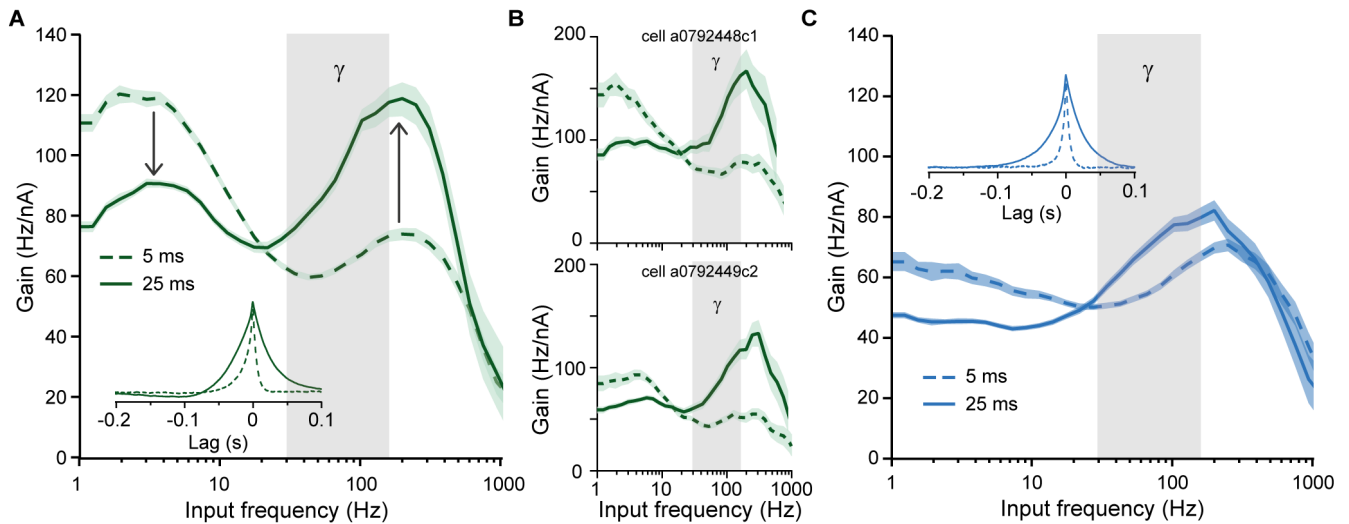 A
Gain (Hz/nA)
140
120
100
80
60
40
20
0
γ
5 ms
25 ms
-0.2
-0.1
0
0.1
Lag (s)
1
10
100
1000
Input frequency (Hz)
B
cell a0792448c1
γ
Gain (Hz/nA)
200
100
0
1
10
100
1000
cell a0792449c2
γ
Gain (Hz/nA)
200
100
0
1
10
100
1000
Input frequency (Hz)
C
Gain (Hz/nA)
140
120
100
80
60
40
20
0
γ
-0.2
-0.1
0
0.1
Lag (s)
5 ms
25 ms
1
10
100
1000
Input frequency (Hz)